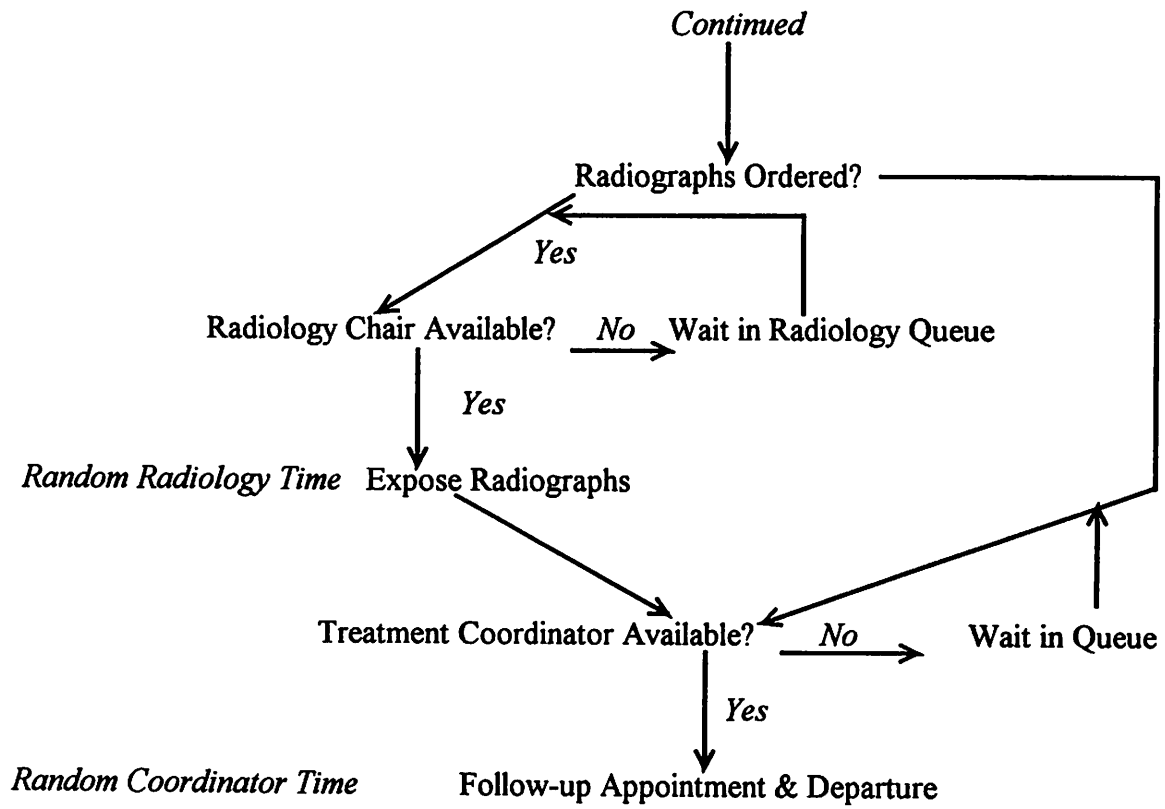 Continued
Radiographs Ordered?
Yes
Radiology Chair Available? No Wait in Radiology Queue
Yes
Random Radiology Time Expose Radiographs
Treatment Coordinator Available? No Wait in Queue
Yes
Random Coordinator Time Follow-up Appointment & Departure